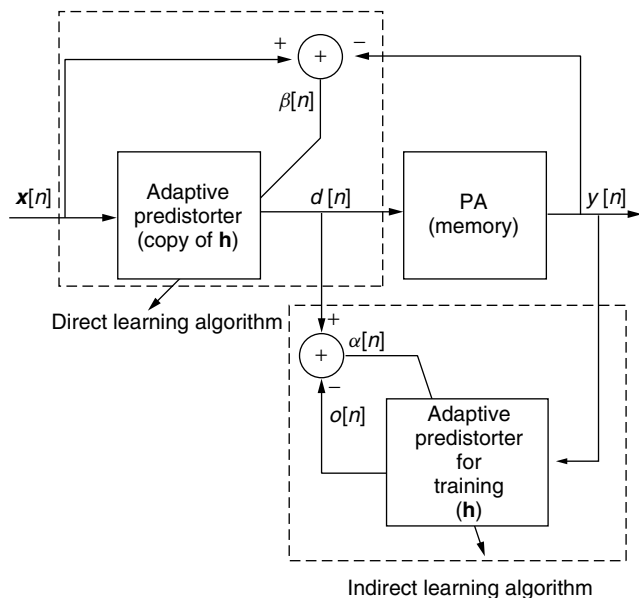 +
−
+
β[n]
x[n]
Adaptive
predistorter
(copy of h)
d[n]
PA
(memory)
y[n]
Direct learning algorithm
+
+
α[n]
−
o[n]
Adaptive
predistorter
for
training
(h)
Indirect learning algorithm